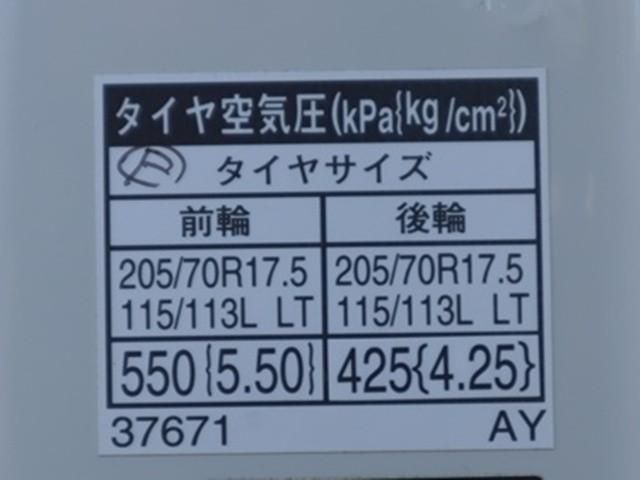 タイヤ空気圧(kPa{kg/cm²})
タイヤサイズ
前輪 後輪
205/70R17.5 205/70R17.5
115/113L LT 115/113L LT
550{5.50} 425{4.25}
37671 AY